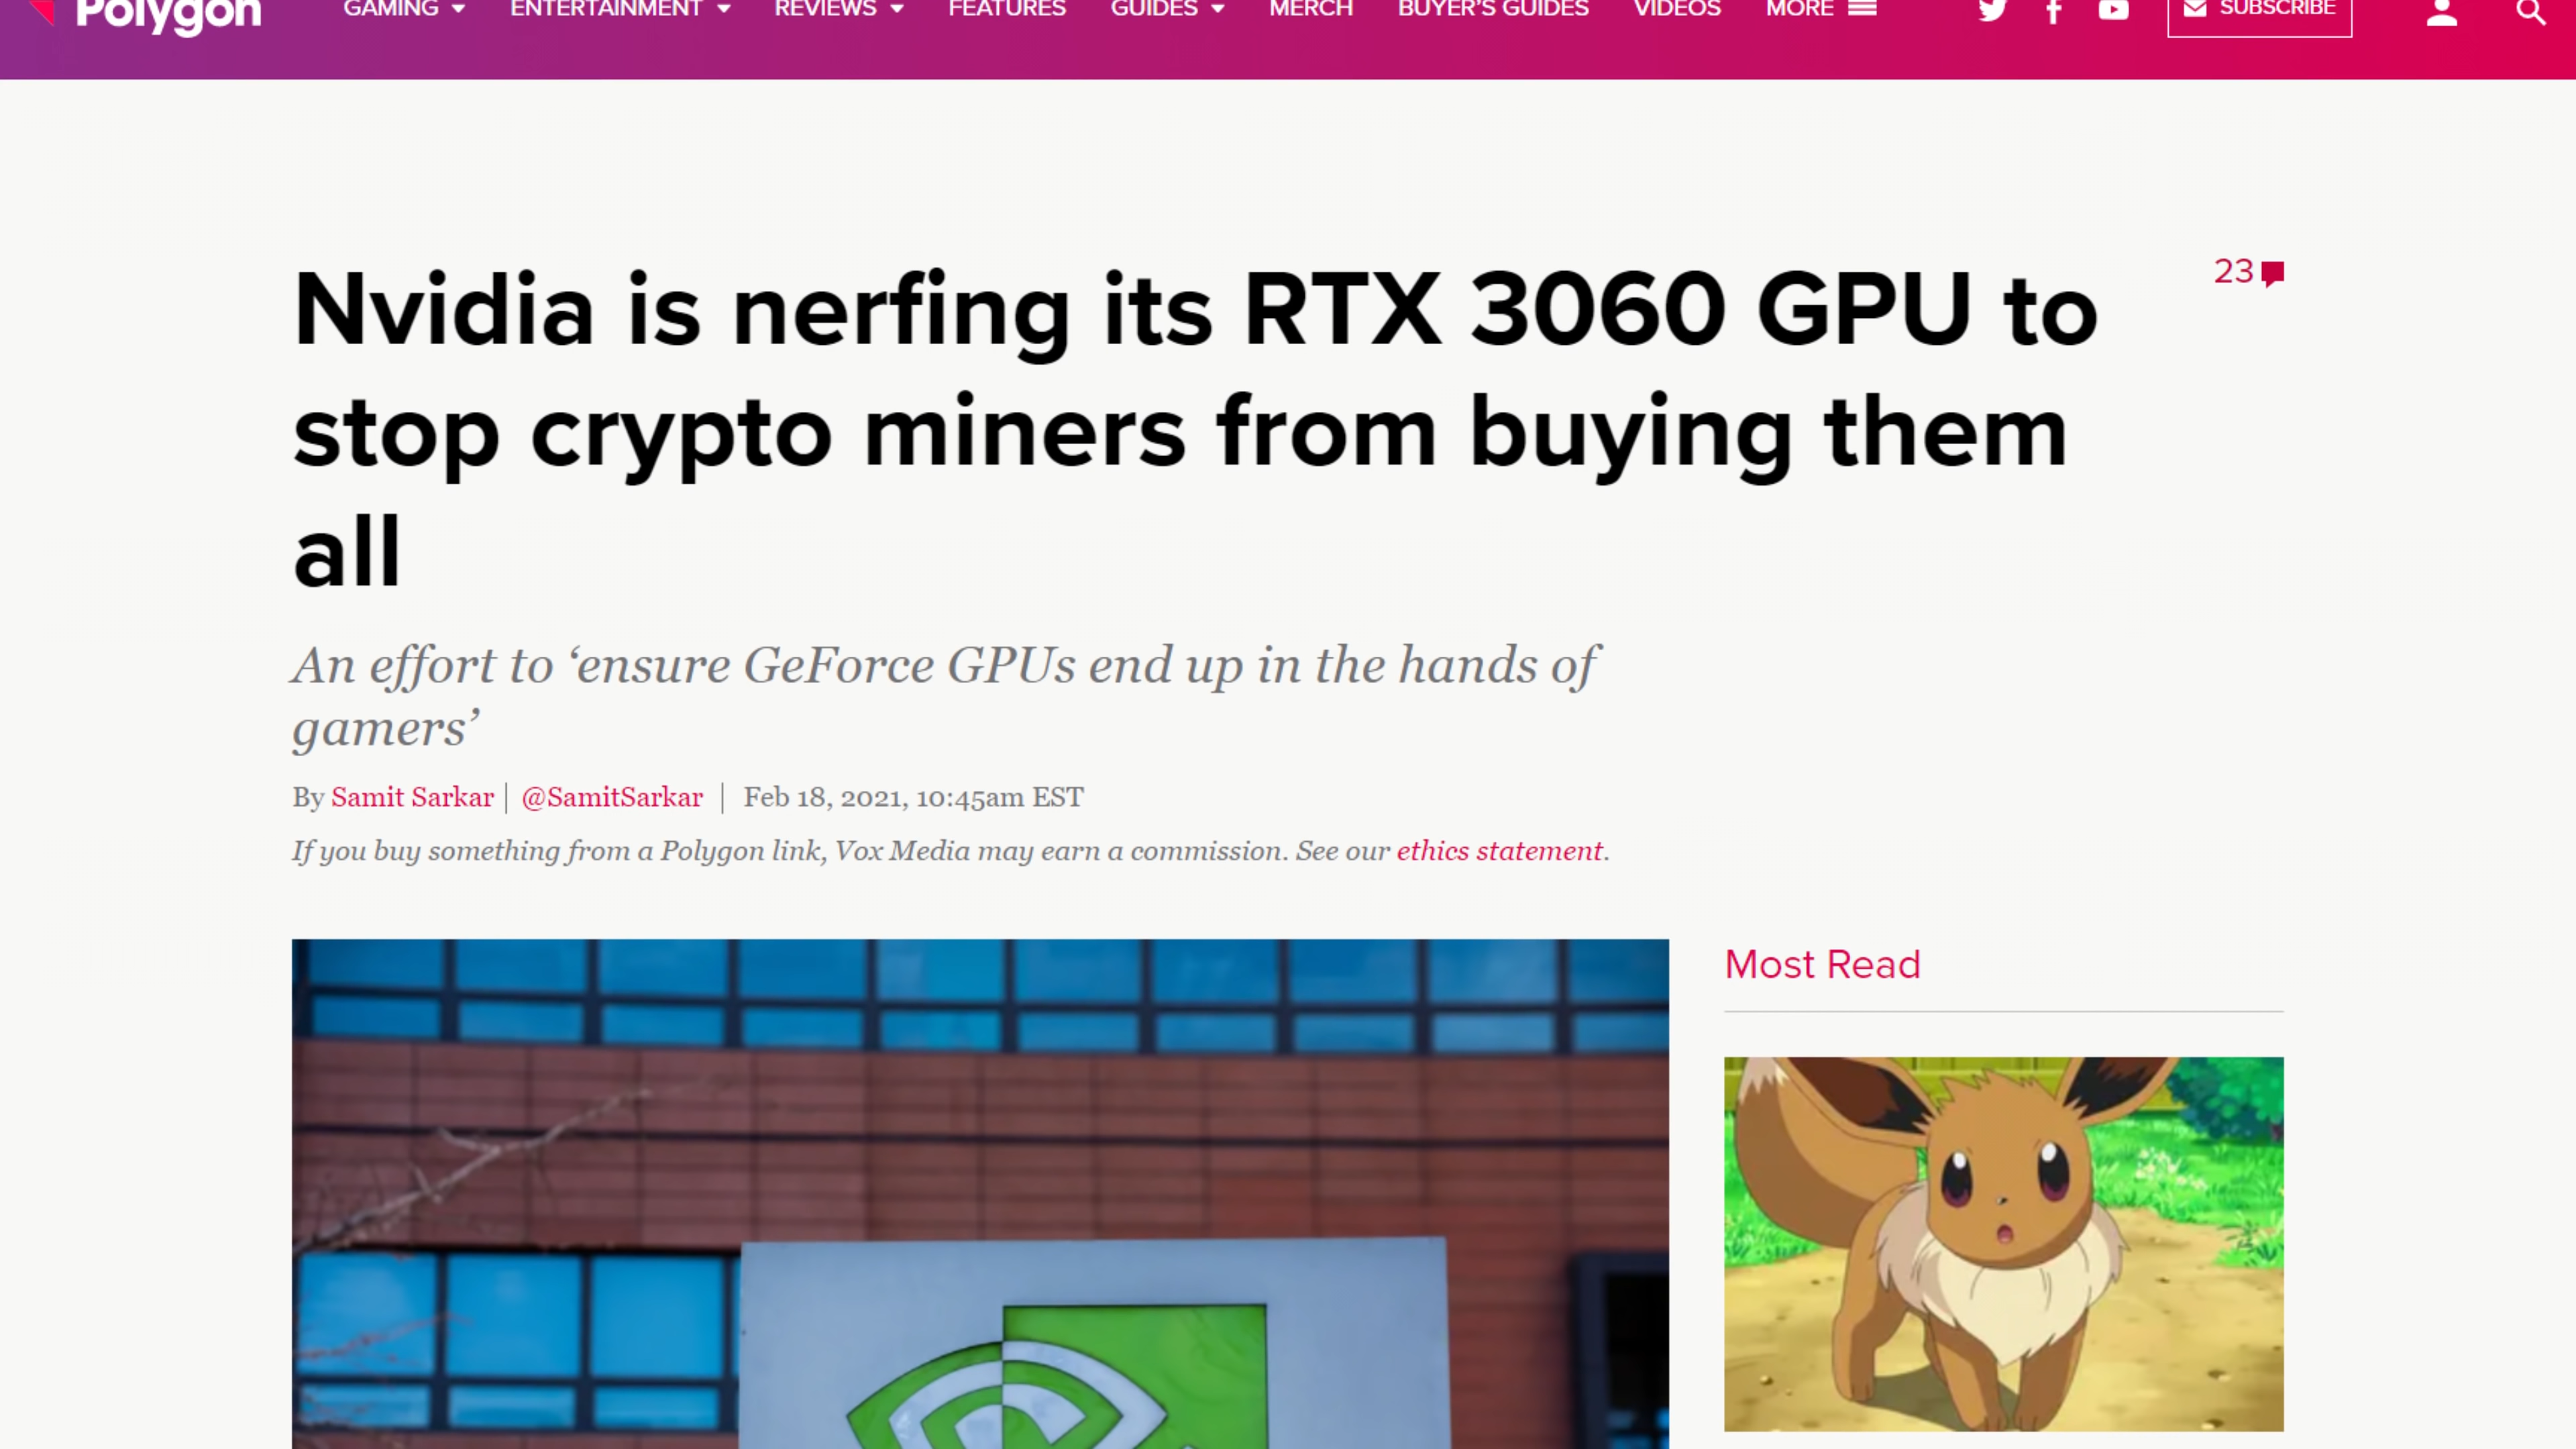 Polygon
GAMING ENTERTAINMENT REVIEWS FEATURES GUIDES MERCH BUYER'S GUIDES VIDEOS MORE SUBSCRIBE
Nvidia is nerfing its RTX 3060 GPU to
stop crypto miners from buying them
all
23
An effort to ‘ensure GeForce GPUs end up in the hands of
gamers’
By Samit Sarkar | @SamitSarkar | Feb 18, 2021, 10:45am EST
If you buy something from a Polygon link, Vox Media may earn a commission. See our ethics statement.
Most Read